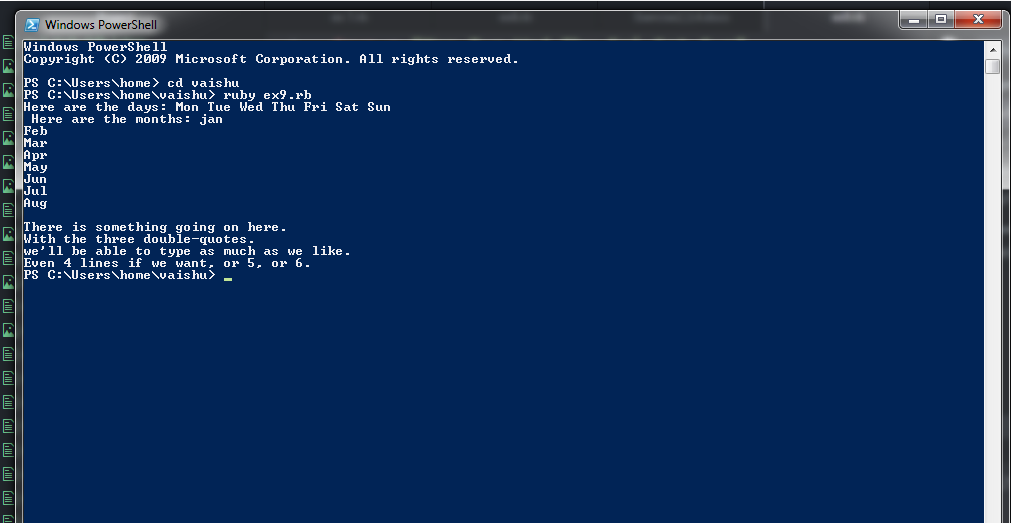 Windows PowerShell
Windows PowerShell
Copyright (C) 2009 Microsoft Corporation. All rights reserved.
PS C:\Users\home> cd vaishu
PS C:\Users\home\vaishu> ruby ex9.rb
Here are the days: Mon Tue Wed Thu Fri Sat Sun
Here are the months: jan
Feb
Mar
Apr
May
Jun
Jul
Aug
There is something going on here.
With the three double-quotes.
we'll be able to type as much as we like.
Even 4 lines if we want, or 5, or 6.
PS C:\Users\home\vaishu> _